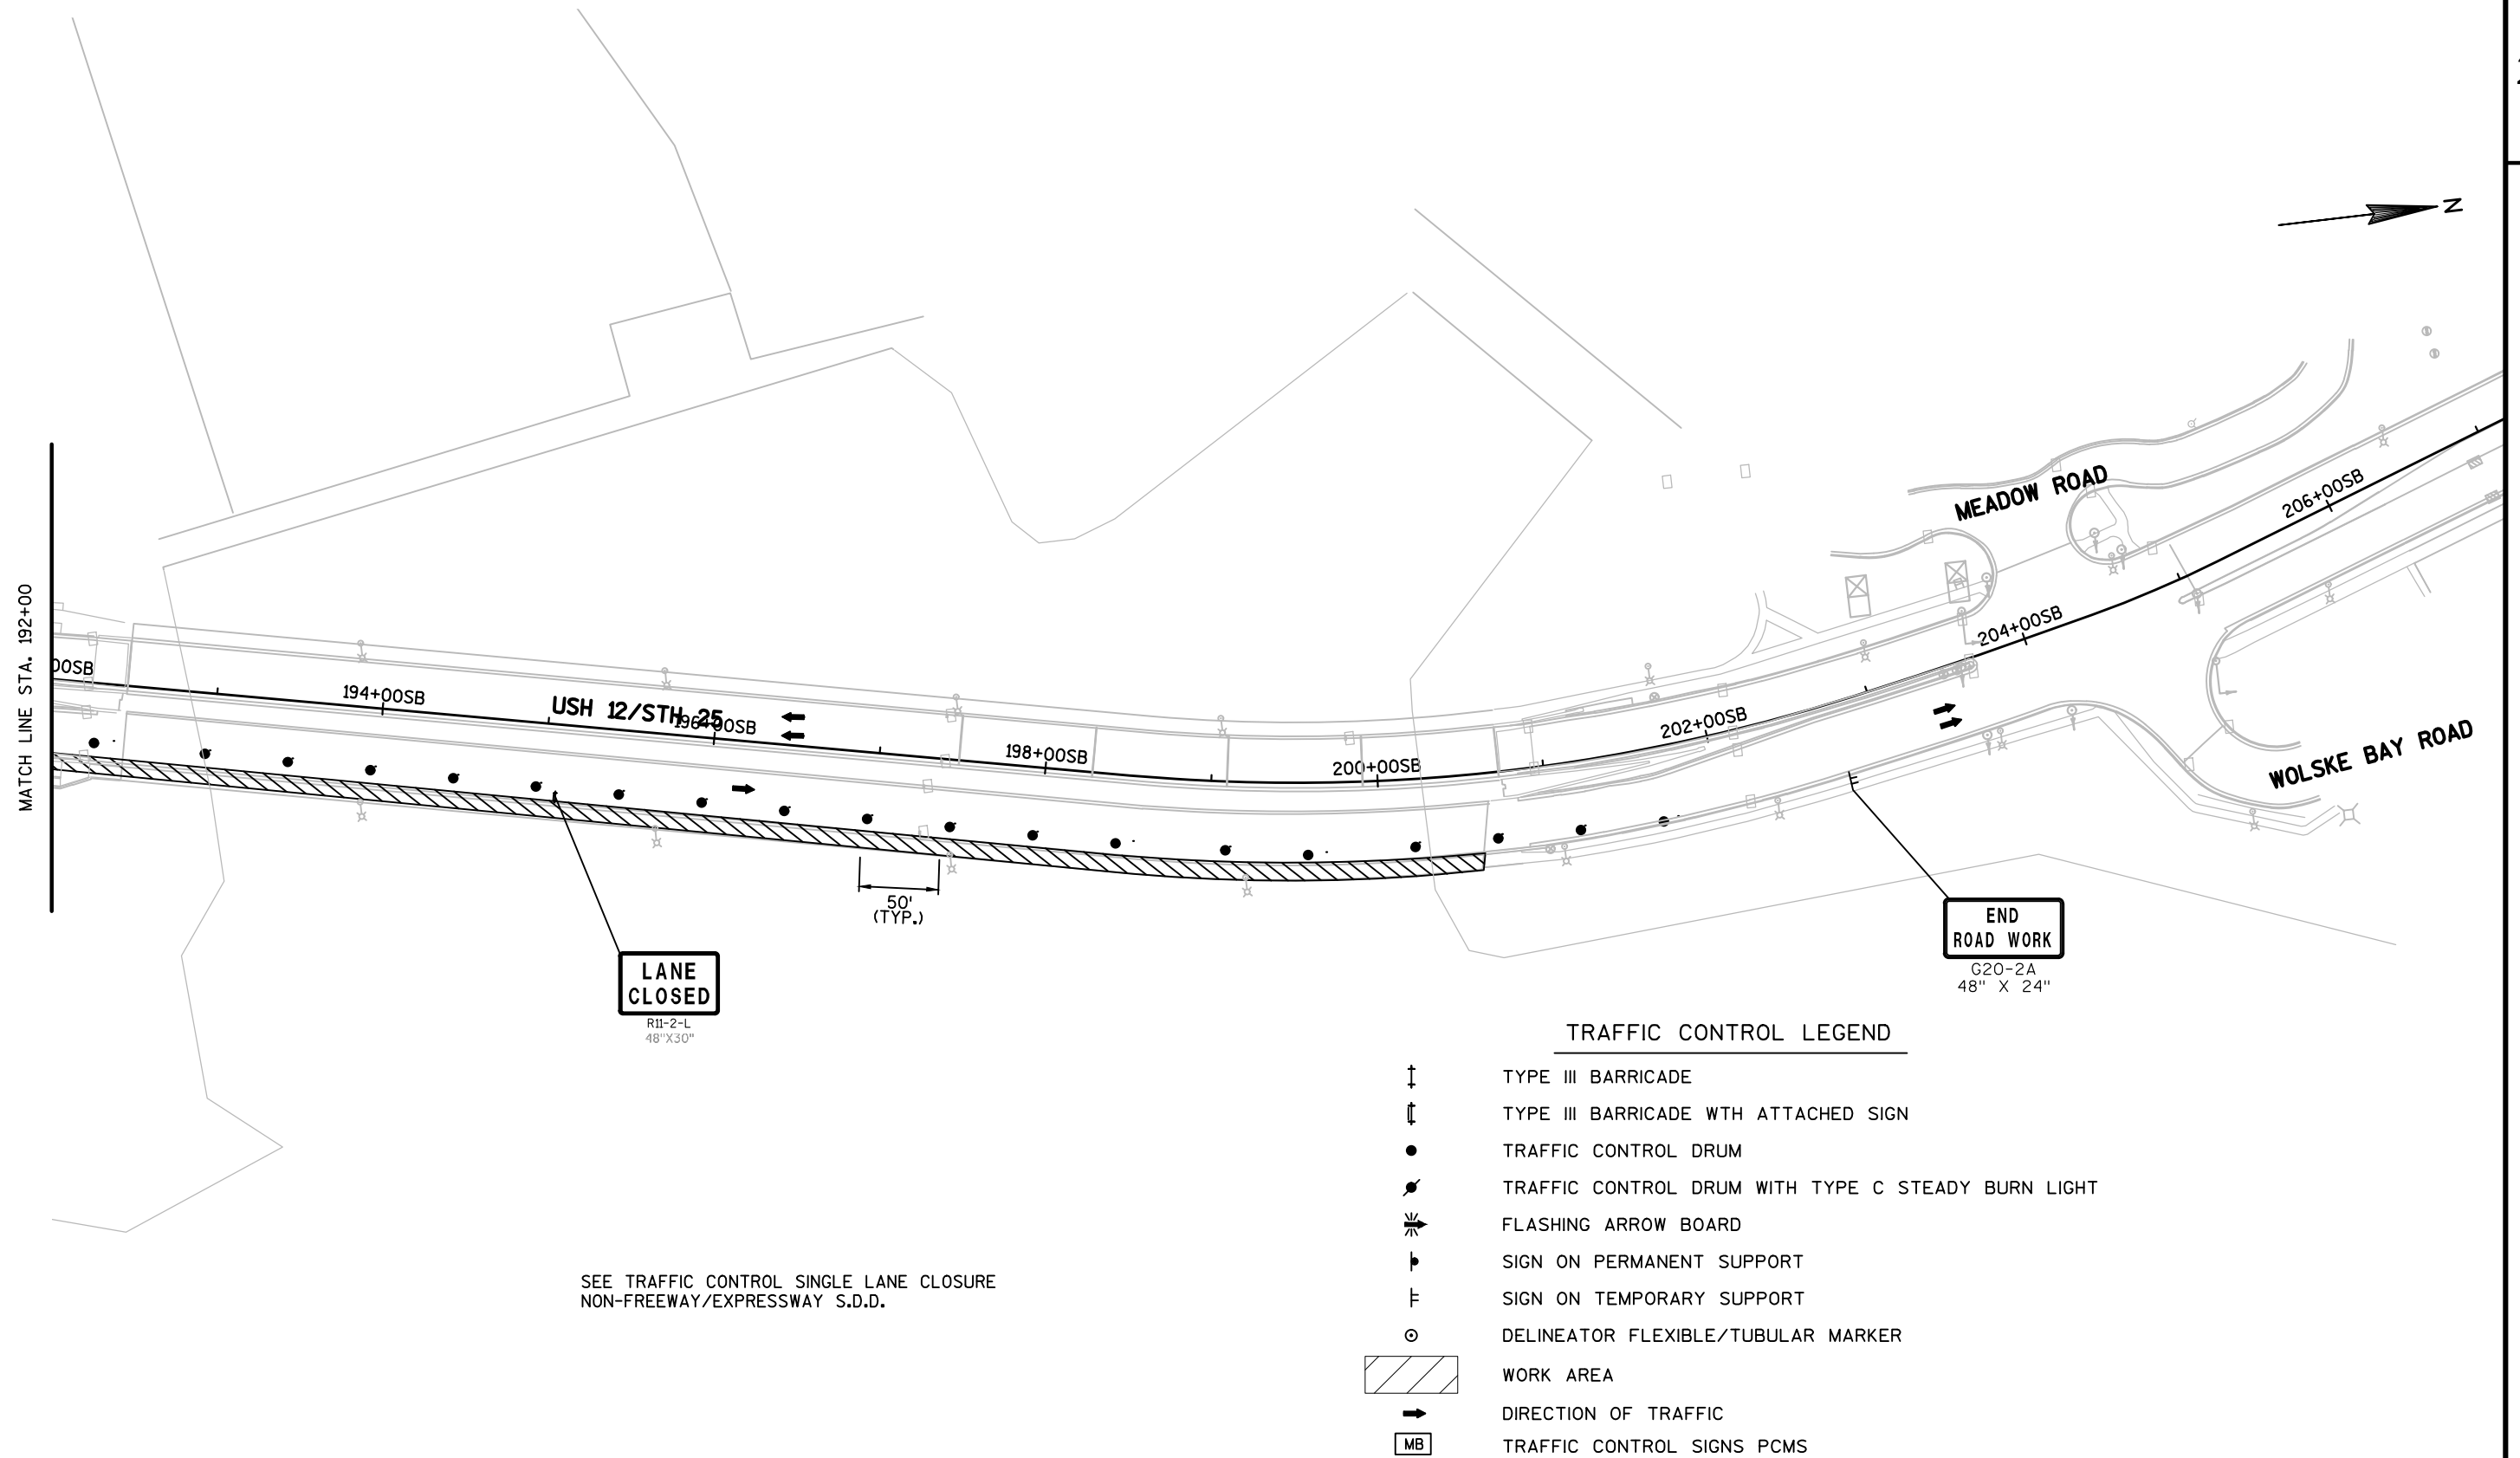 N
MEADOW ROAD
206+00SB
204+00SB
MATCH LINE STA. 192+00
00SB
194+00SB
USH 12/STH 25
196+00SB
198+00SB
200+00SB
202+00SB
WOLSKE BAY ROAD
50'
(TYP.)
END
ROAD WORK
G20-2A
48" X 24"
LANE
CLOSED
R11-2-L
48"X30"
TRAFFIC CONTROL LEGEND
TYPE III BARRICADE
TYPE III BARRICADE WTH ATTACHED SIGN
TRAFFIC CONTROL DRUM
TRAFFIC CONTROL DRUM WITH TYPE C STEADY BURN LIGHT
FLASHING ARROW BOARD
SIGN ON PERMANENT SUPPORT
SIGN ON TEMPORARY SUPPORT
DELINEATOR FLEXIBLE/TUBULAR MARKER
WORK AREA
DIRECTION OF TRAFFIC
MB TRAFFIC CONTROL SIGNS PCMS
SEE TRAFFIC CONTROL SINGLE LANE CLOSURE
NON-FREEWAY/EXPRESSWAY S.D.D.